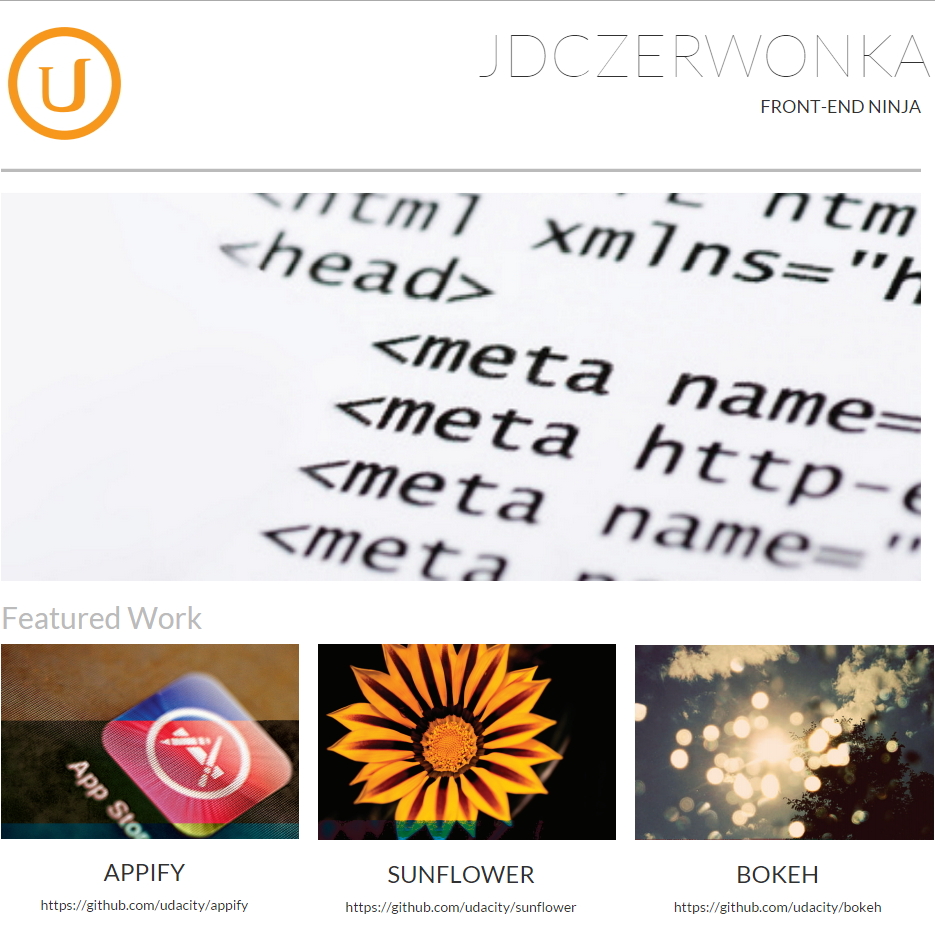 U
JDCZERWONKA
FRONT-END NINJA
<html xmlns="h
<head>
<meta name=
<meta http-e
<meta name="
<meta
Featured Work
App Stor
APPIFY
SUNFLOWER
BOKEH
https://github.com/udacity/appify
https://github.com/udacity/sunflower
https://github.com/udacity/bokeh